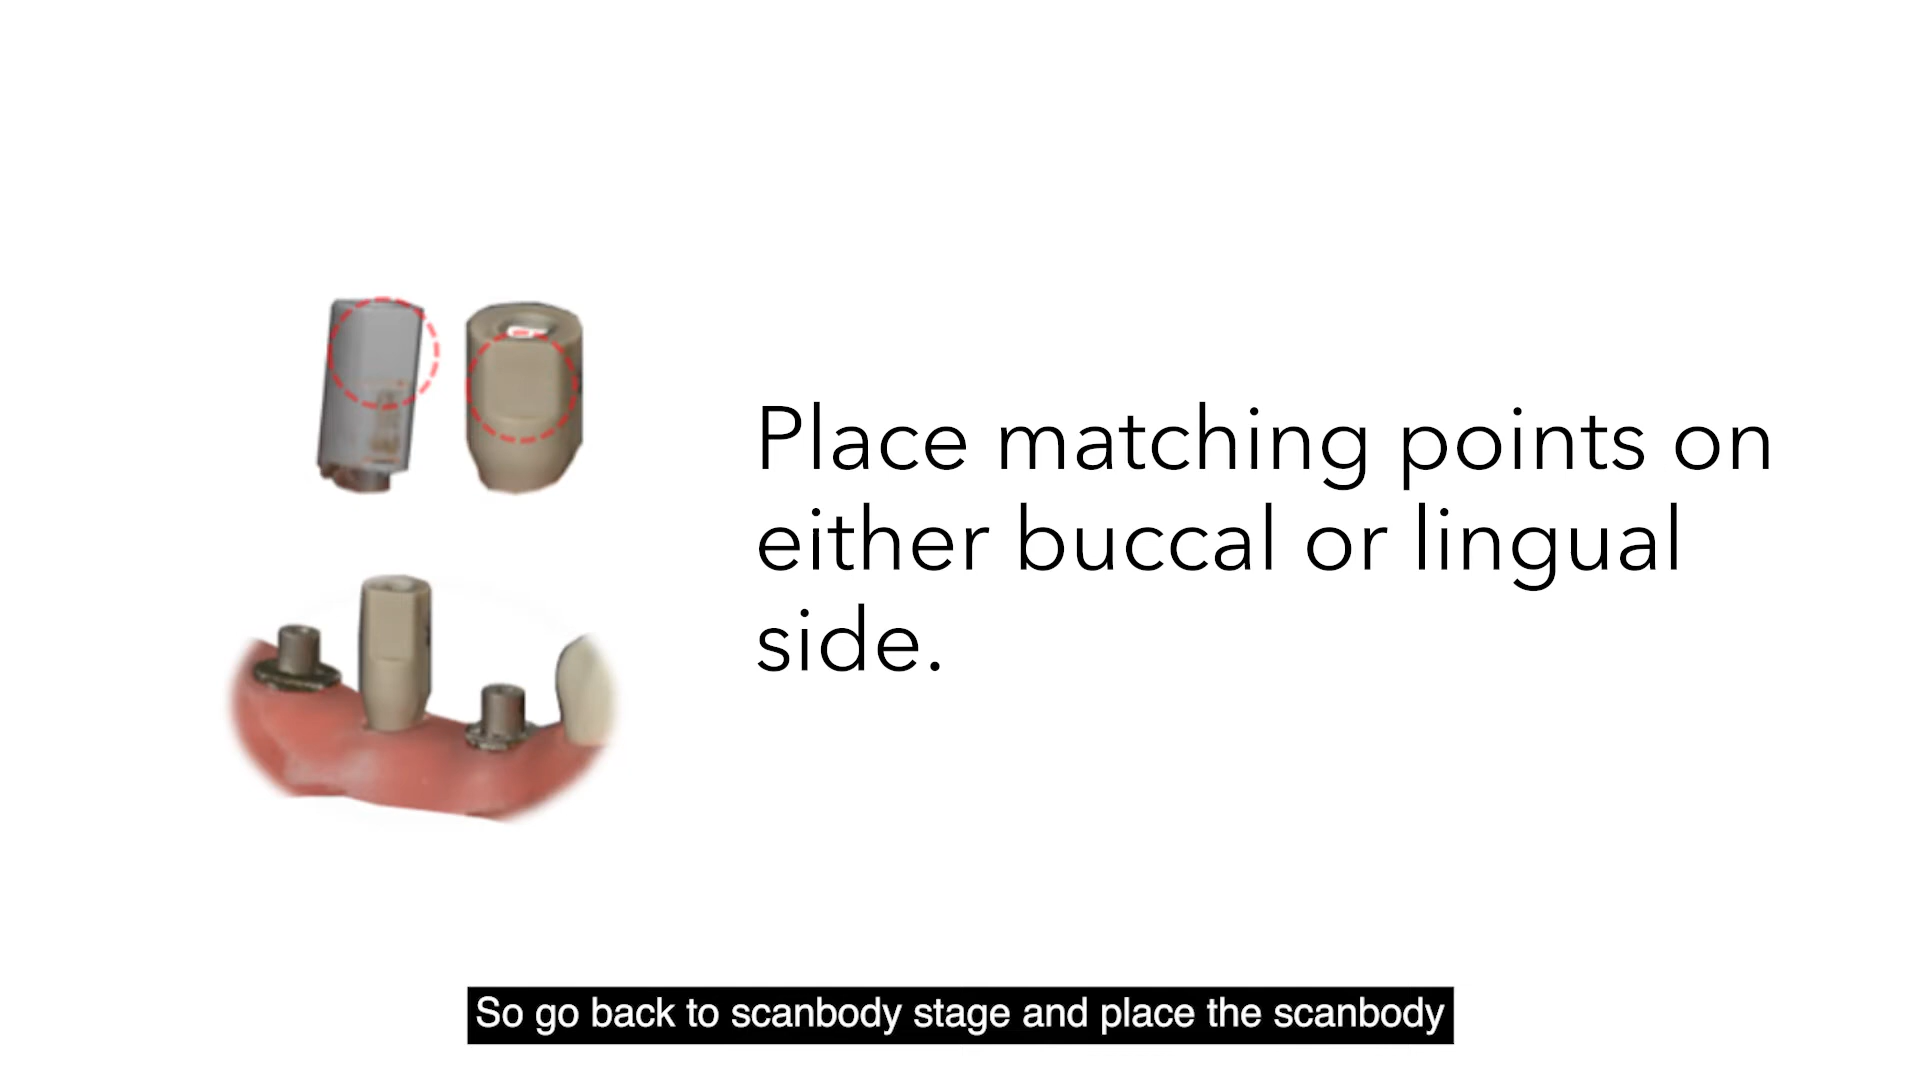 Place matching points on
either buccal or lingual
side.
So go back to scanbody stage and place the scanbody